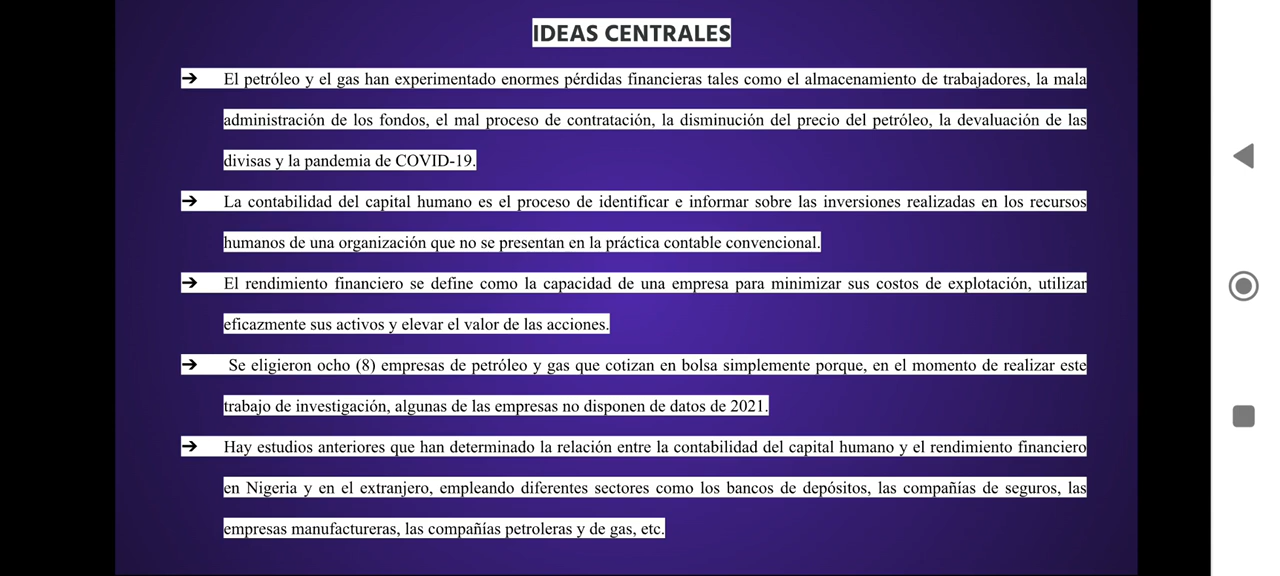 IDEAS CENTRALES
➔ El petróleo y el gas han experimentado enormes pérdidas financieras tales como el almacenamiento de trabajadores, la mala
administración de los fondos, el mal proceso de contratación, la disminución del precio del petróleo, la devaluación de las
divisas y la pandemia de COVID-19.
➔ La contabilidad del capital humano es el proceso de identificar e informar sobre las inversiones realizadas en los recursos
humanos de una organización que no se presentan en la práctica contable convencional.
➔ El rendimiento financiero se define como la capacidad de una empresa para minimizar sus costos de explotación, utilizar
eficazmente sus activos y elevar el valor de las acciones.
➔ Se eligieron ocho (8) empresas de petróleo y gas que cotizan en bolsa simplemente porque, en el momento de realizar este
trabajo de investigación, algunas de las empresas no disponen de datos de 2021.
➔ Hay estudios anteriores que han determinado la relación entre la contabilidad del capital humano y el rendimiento financiero
en Nigeria y en el extranjero, empleando diferentes sectores como los bancos de depósitos, las compañías de seguros, las
empresas manufactureras, las compañías petroleras y de gas, etc.